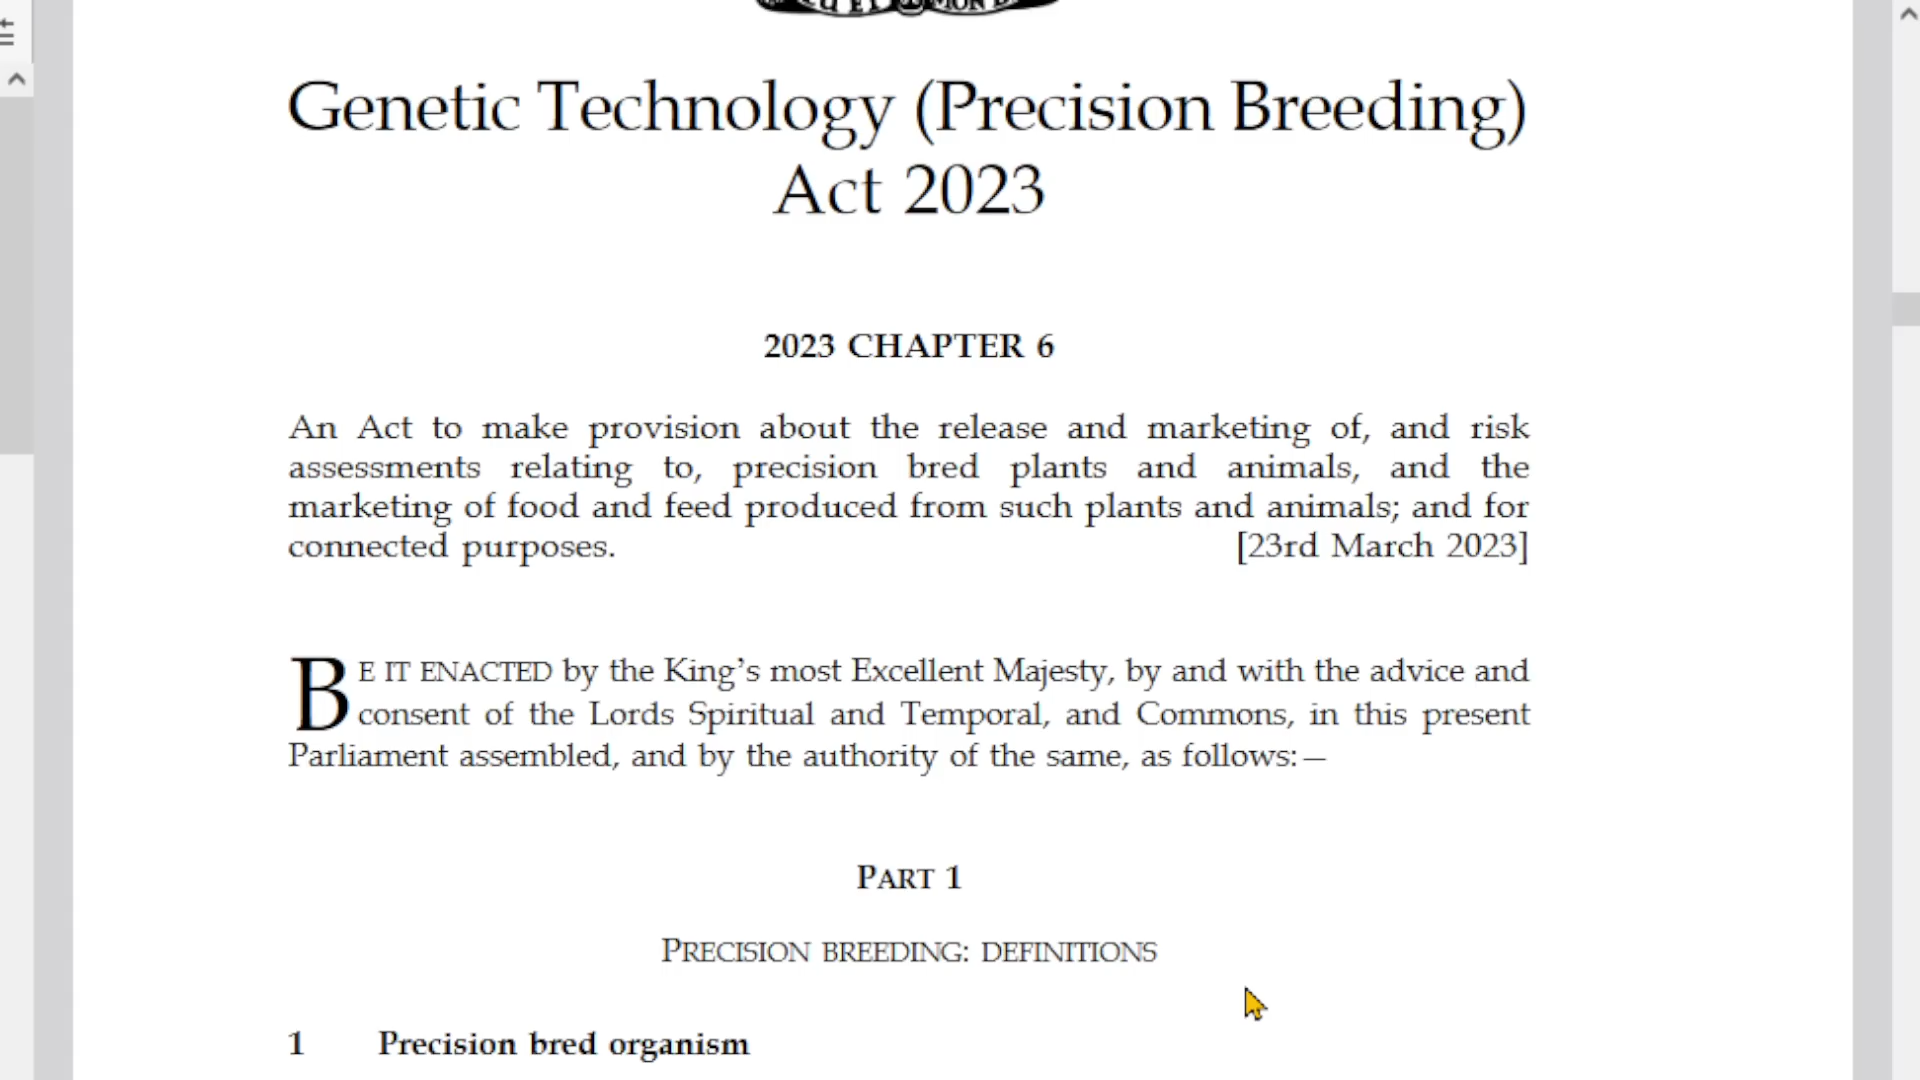 Genetic Technology (Precision Breeding)
Act 2023
2023 CHAPTER 6
An Act to make provision about the release and marketing of, and risk
assessments relating to, precision bred plants and animals, and the
marketing of food and feed produced from such plants and animals; and for
connected purposes. [23rd March 2023]
BE IT ENACTED by the King’s most Excellent Majesty, by and with the advice and
consent of the Lords Spiritual and Temporal, and Commons, in this present
Parliament assembled, and by the authority of the same, as follows:—
PART 1
PRECISION BREEDING: DEFINITIONS
1 Precision bred organism